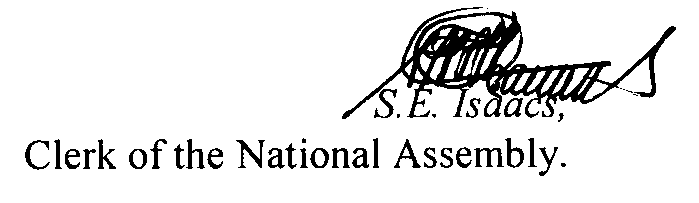 S.E. Isaacs,
Clerk of the National Assembly.